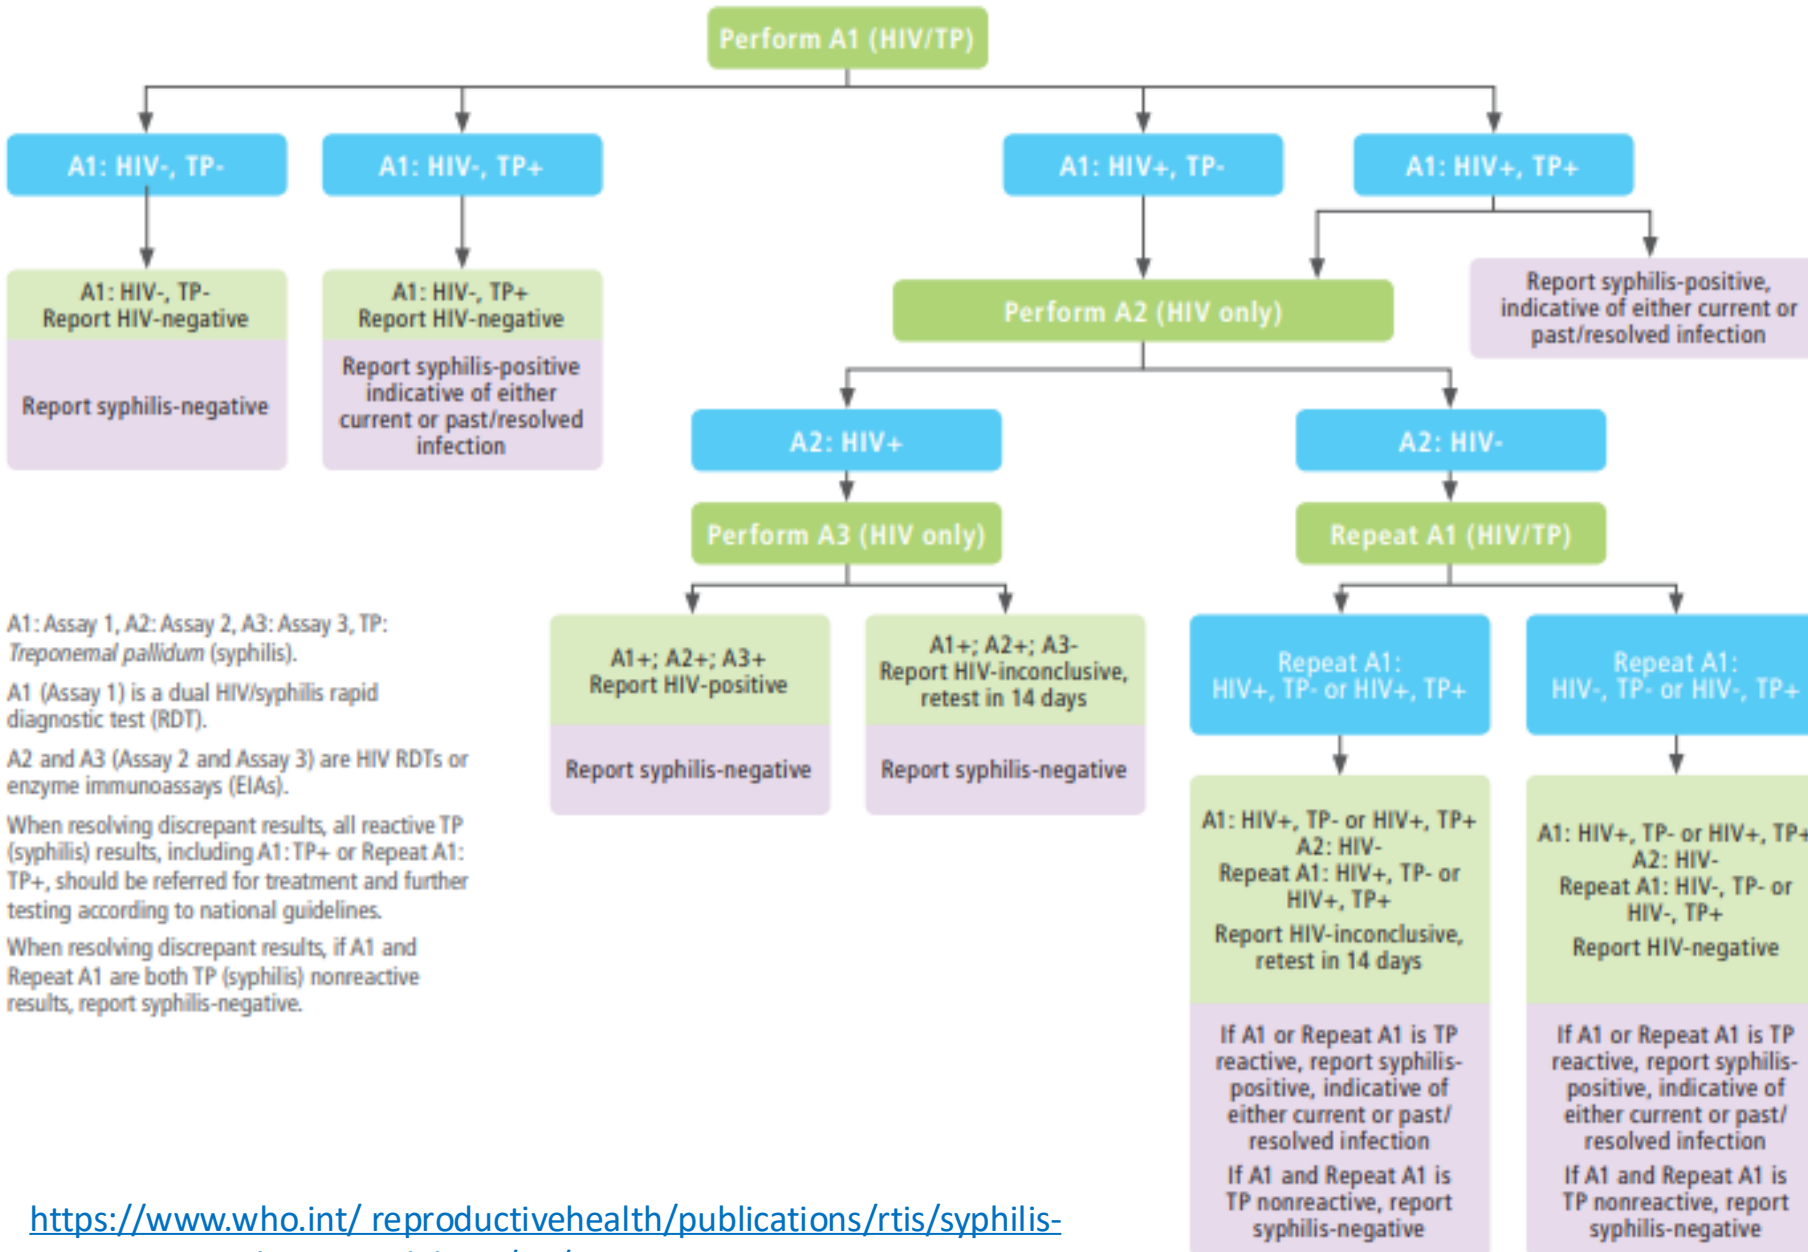 Perform A1 (HIV/TP)
A1: HIV-, TP-
A1: HIV-, TP+
A1: HIV+, TP-
A1: HIV+, TP+
A1: HIV-, TP-
Report HIV-negative
Report syphilis-negative
A1: HIV-, TP+
Report HIV-negative
Report syphilis-positive
indicative of either
current or past/resolved
infection
Perform A2 (HIV only)
Report syphilis-positive,
indicative of either current or
past/resolved infection
A2: HIV+
A2: HIV-
Perform A3 (HIV only)
Repeat A1 (HIV/TP)
A1+; A2+; A3+
Report HIV-positive
Report syphilis-negative
A1+; A2+; A3-
Report HIV-inconclusive,
retest in 14 days
Report syphilis-negative
Repeat A1:
HIV+, TP- or HIV+, TP+
Repeat A1:
HIV-, TP- or HIV-, TP+
A1: HIV+, TP- or HIV+, TP+
A2: HIV-
Repeat A1: HIV+, TP- or
HIV+, TP+
Report HIV-inconclusive,
retest in 14 days
If A1 or Repeat A1 is TP
reactive, report syphilis-
positive, indicative of
either current or past/
resolved infection
If A1 and Repeat A1 is
TP nonreactive, report
syphilis-negative
A1: HIV+, TP- or HIV+, TP+
A2: HIV-
Repeat A1: HIV-, TP- or
HIV-, TP+
Report HIV-negative
If A1 or Repeat A1 is TP
reactive, report syphilis-
positive, indicative of
either current or past/
resolved infection
If A1 and Repeat A1 is
TP nonreactive, report
syphilis-negative
A1: Assay 1, A2: Assay 2, A3: Assay 3, TP:
Treponemal pallidum (syphilis).
A1 (Assay 1) is a dual HIV/syphilis rapid
diagnostic test (RDT).
A2 and A3 (Assay 2 and Assay 3) are HIV RDTs or
enzyme immunoassays (EIAs).
When resolving discrepant results, all reactive TP
(syphilis) results, including A1: TP+ or Repeat A1:
TP+, should be referred for treatment and further
testing according to national guidelines.
When resolving discrepant results, if A1 and
Repeat A1 are both TP (syphilis) nonreactive
results, report syphilis-negative.
https://www.who.int/ reproductivehealth/publications/rtis/syphilis-